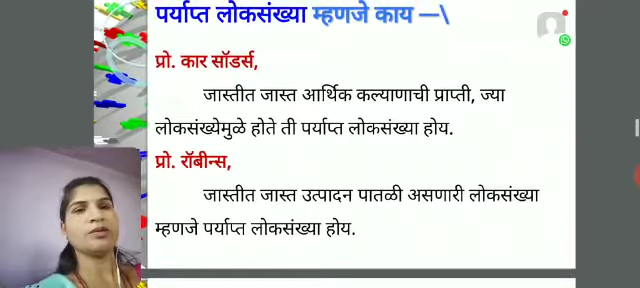 पर्याप्त लोकसंख्या म्हणजे काय —\
प्रो. कार सॉडर्स,
जास्तीत जास्त आर्थिक कल्याणाची प्राप्ती, ज्या
लोकसंख्येमुळे होते ती पर्याप्त लोकसंख्या होय.
प्रो. रॉबीन्स,
जास्तीत जास्त उत्पादन पातळी असणारी लोकसंख्या
म्हणजे पर्याप्त लोकसंख्या होय.